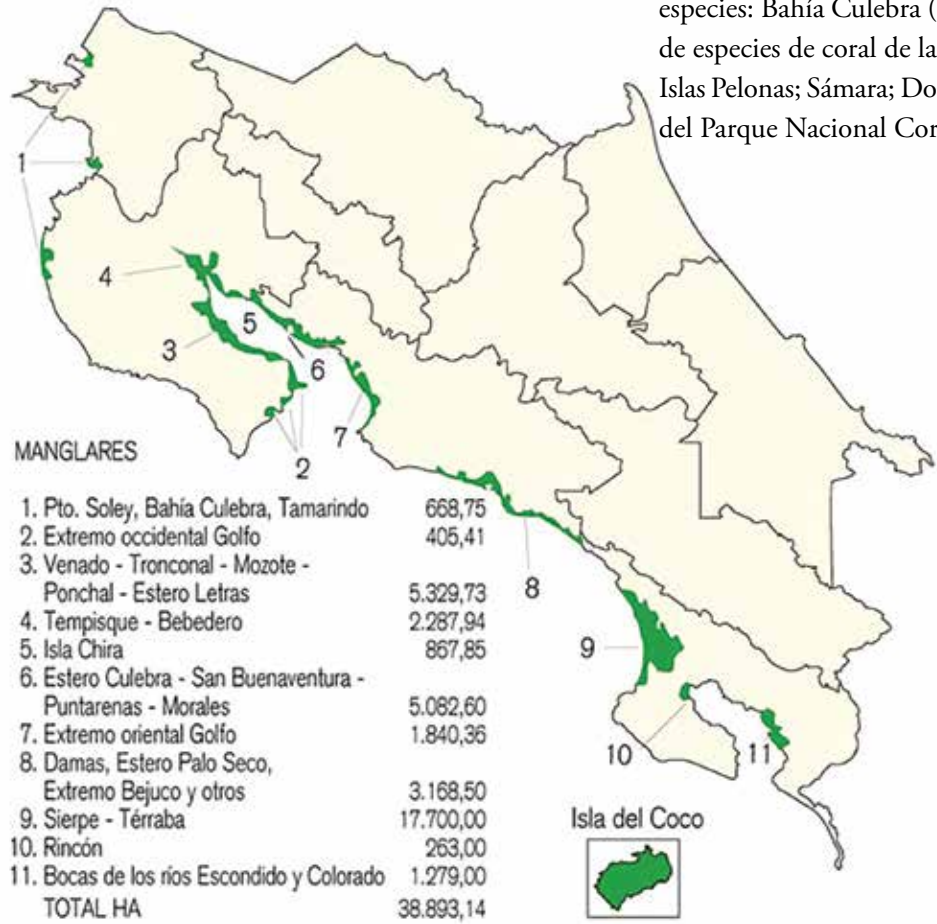 especies: Bahía Culebra (
de especies de coral de la
Islas Pelonas; Sámara; Do
del Parque Nacional Cor
1
4
5
3
6
7
2
8
9
10
11
MANGLARES
1. Pto. Soley, Bahía Culebra, Tamarindo 668,75
2. Extremo occidental Golfo 405,41
3. Venado - Tronconal - Mozote -
Ponchal - Estero Letras 5.329,73
4. Tempisque - Bebedero 2.287,94
5. Isla Chira 867,85
6. Estero Culebra - San Buenaventura -
Puntarenas - Morales 5.082,60
7. Extremo oriental Golfo 1.840,36
8. Damas, Estero Palo Seco,
Extremo Bejuco y otros 3.168,50
9. Sierpe - Térraba 17.700,00
10. Rincón 263,00
11. Bocas de los ríos Escondido y Colorado 1.279,00
TOTAL HA 38.893,14
Isla del Coco